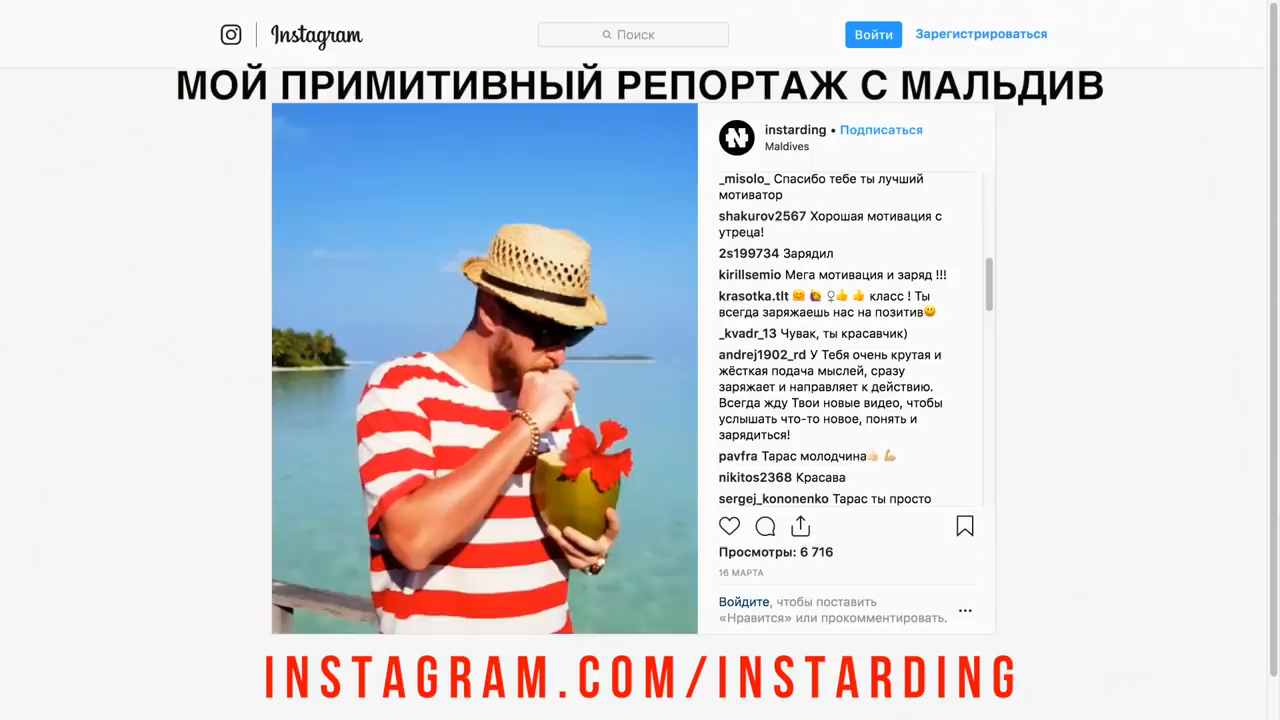 Instagram
Поиск
Войти
Зарегистрироваться
МОЙ ПРИМИТИВНЫЙ РЕПОРТАЖ С МАЛЬДИВ
instarding • Подписаться
Maldives
_misolo_ Спасибо тебе ты лучший
мотиватор
shakurov2567 Хорошая мотивация с
утреца!
2s199734 Зарядил
kirillsemio Мега мотивация и заряд !!!
krasotka.tlt 🤗 🙋 ♀👍 👍 класс ! Ты
всегда заряжаешь нас на позитив😃
_kvadr_13 Чувак, ты красавчик)
andrej1902_rd У Тебя очень крутая и
жёсткая подача мыслей, сразу
заряжает и направляет к действию.
Всегда жду Твои новые видео, чтобы
услышать что-то новое, понять и
зарядиться!
pavfra Тарас молодчина👍🏻 💪🏼
nikitos2368 Красава
sergej_kononenko Тарас ты просто
Просмотры: 6 716
16 МАРТА
Войдите, чтобы поставить
«Нравится» или прокомментировать.
INSTAGRAM.COM/INSTARDING